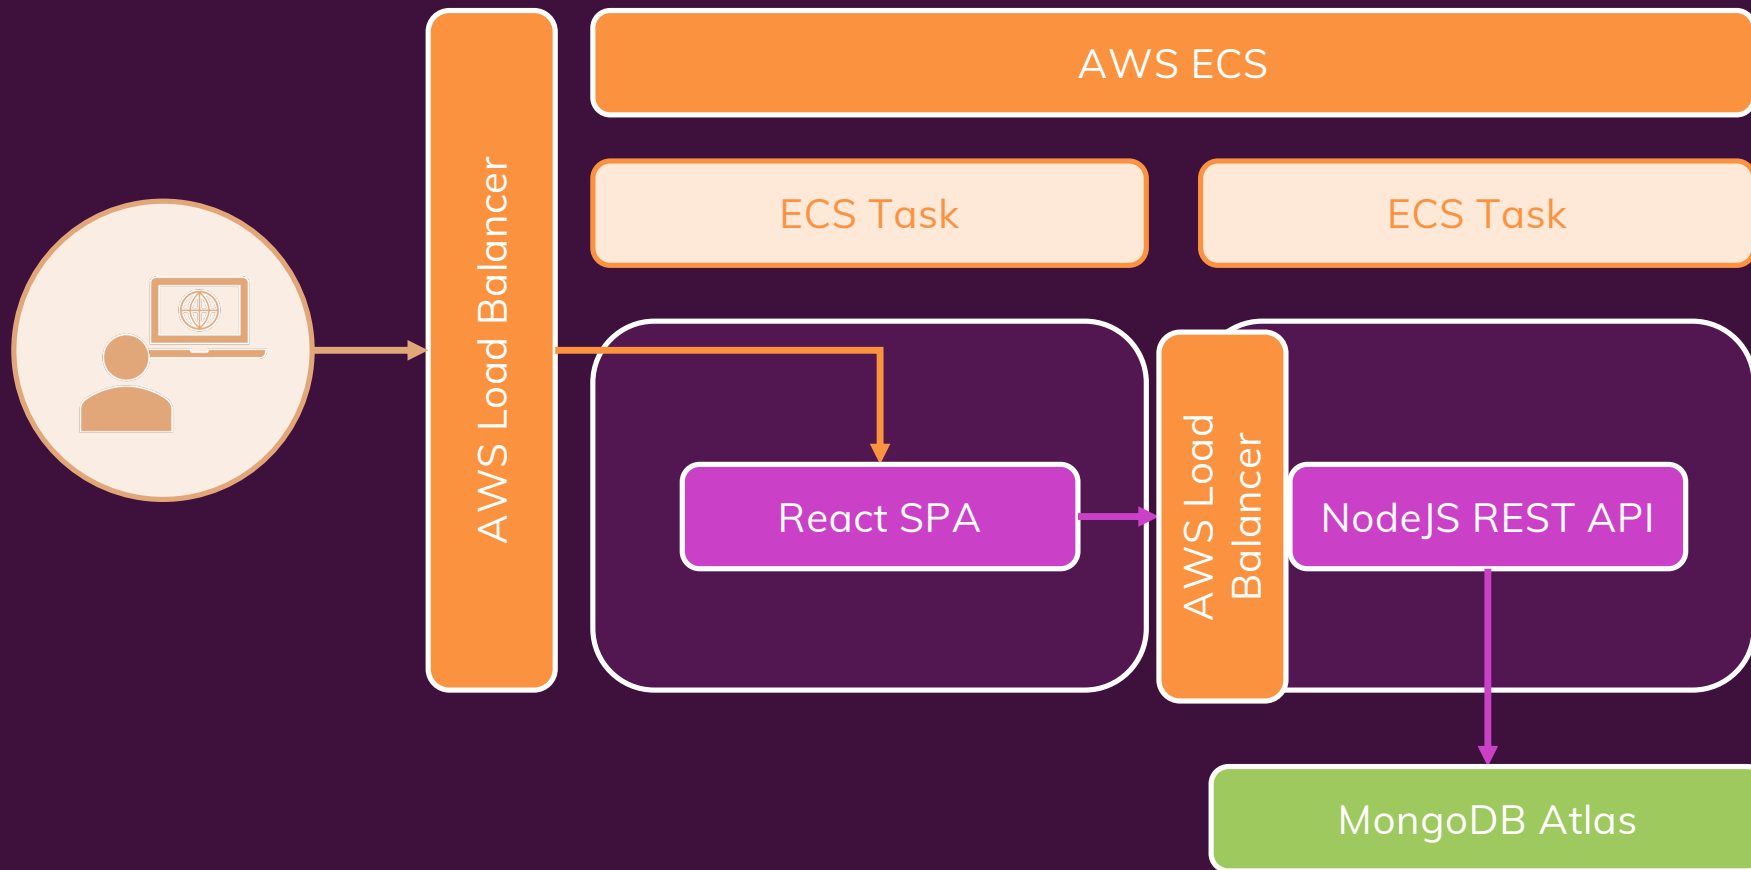 AWS ECS
ECS Task
ECS Task
AWS Load Balancer
React SPA
AWS Load
Balancer
NodeJS REST API
MongoDB Atlas